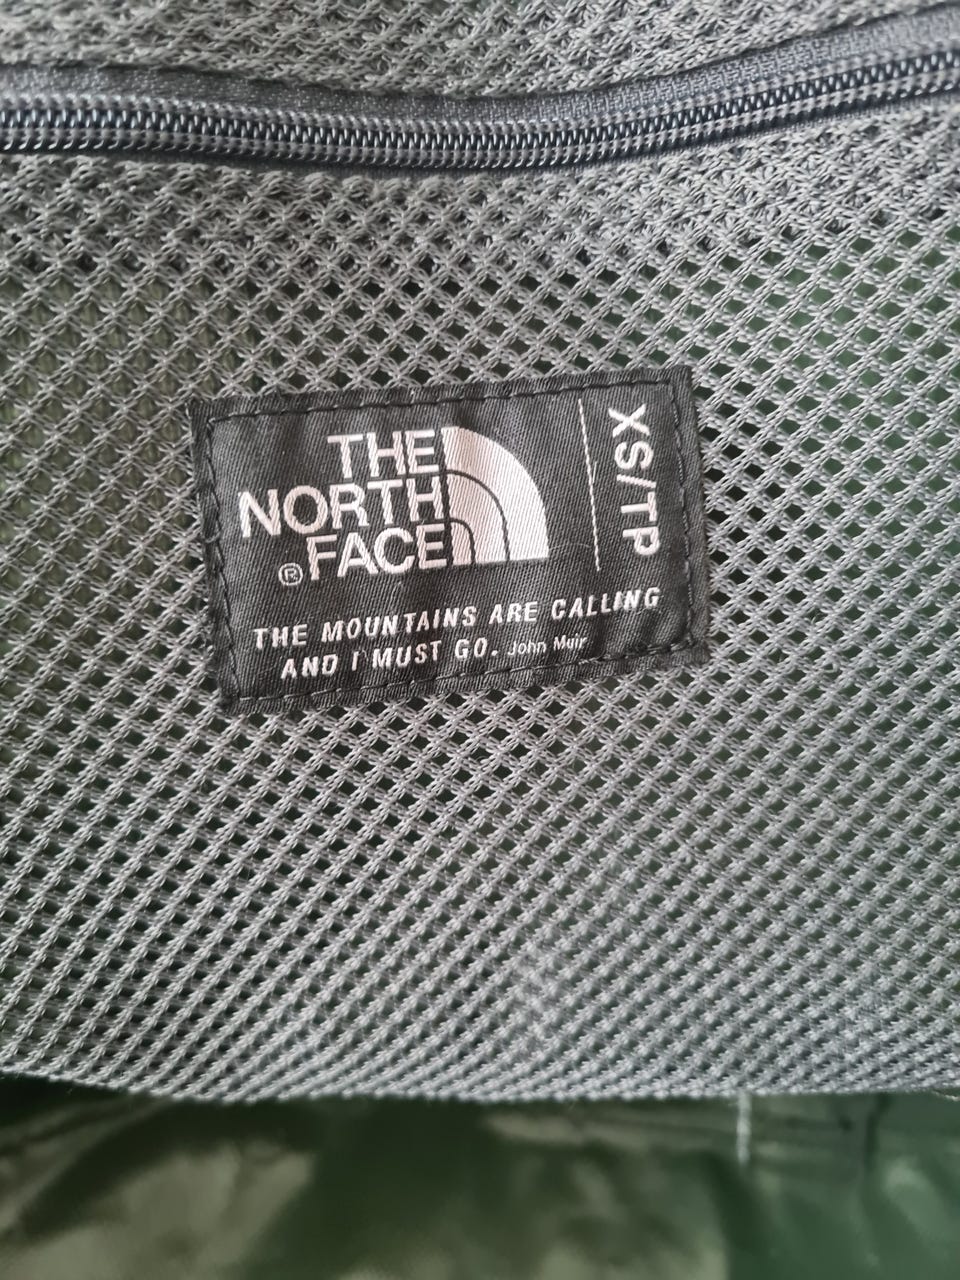 THE
NORTH
® FACE
XS/TP
THE MOUNTAINS ARE CALLING
AND I MUST GO. John Muir